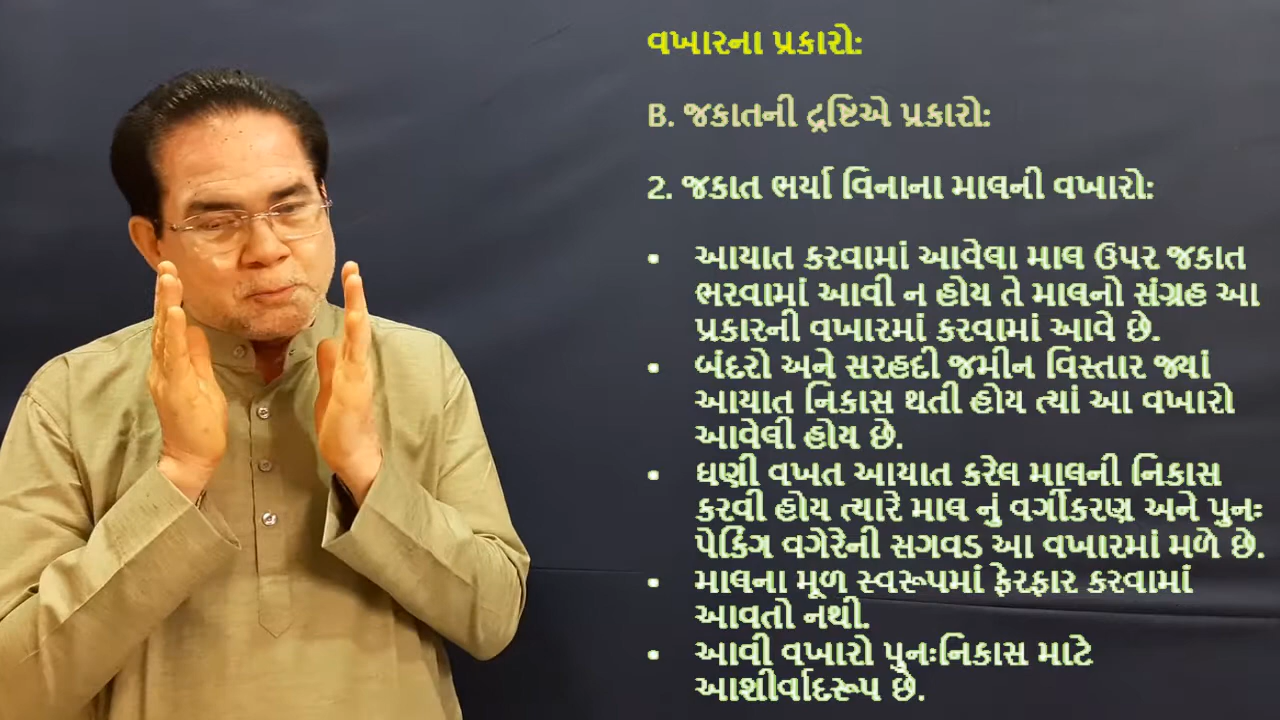 વખારના પ્રકારો:
B. જકાતની દ્રષ્ટિએ પ્રકારો:
2. જકાત ભર્યા વિનાના માલની વખારો:
• આયાત કરવામાં આવેલા માલ ઉપર જકાત
ભરવામાં આવી ન હોય તે માલનો સંગ્રહ આ
પ્રકારની વખારમાં કરવામાં આવે છે.
• બંદરો અને સરહદી જમીન વિસ્તાર જ્યાં
આયાત નિકાસ થતી હોય ત્યાં આ વખારો
આવેલી હોય છે.
• ઘણી વખત આયાત કરેલ માલની નિકાસ
કરવી હોય ત્યારે માલ નું વર્ગીકરણ અને પુનઃ
પેકિંગ વગેરેની સગવડ આ વખારમાં મળે છે.
• માલના મૂળ સ્વરૂપમાં ફેરફાર કરવામાં
આવતો નથી.
• આવી વખારો પુનઃનિકાસ માટે
આશીર્વાદરૂપ છે.